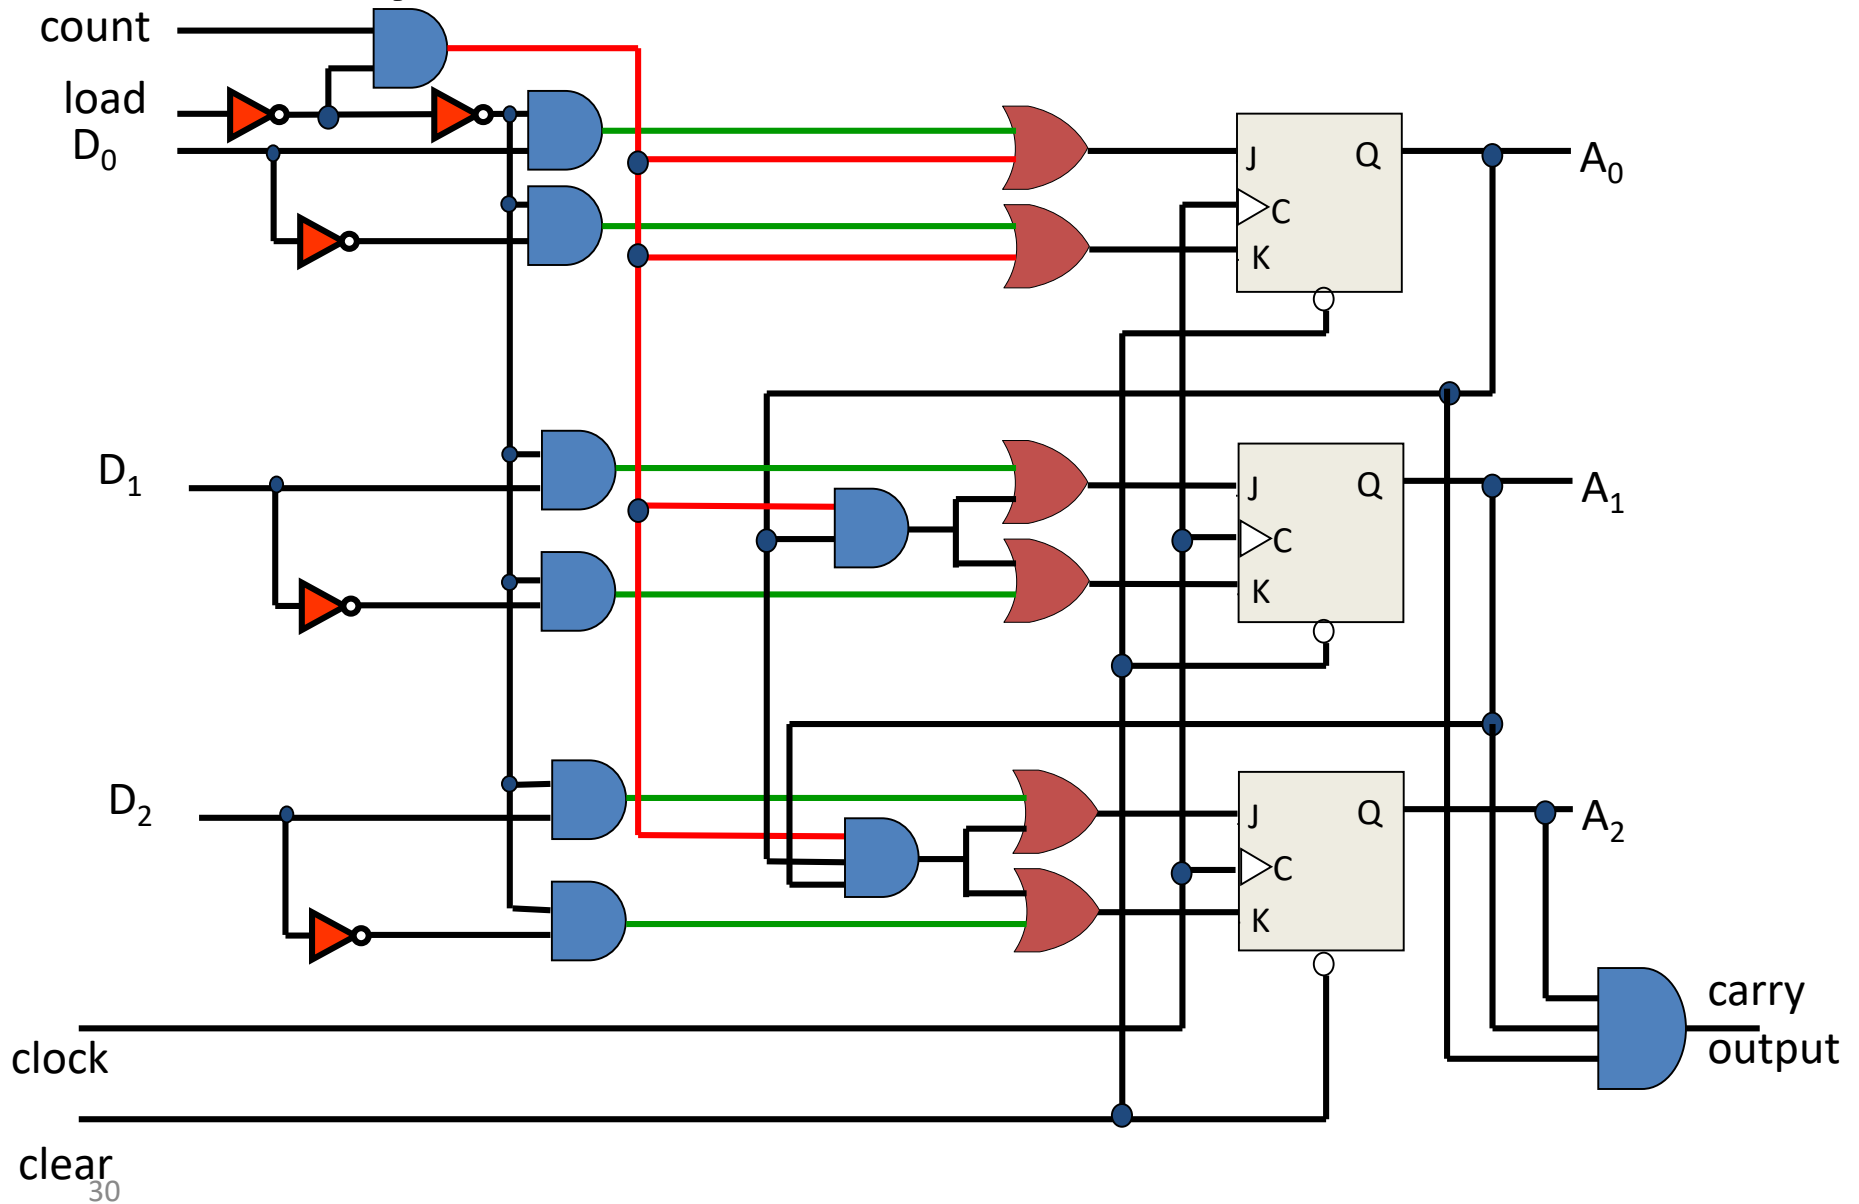 count
load
D₀
J Q
C
K
A₀
D₁
J Q
C
K
A₁
D₂
J Q
C
K
A₂
carry
output
clock
clear
30